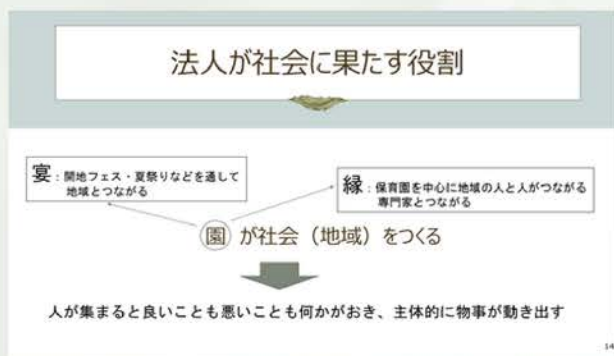 法人が社会に果たす役割
宴：開地フェス・夏祭りなどを通して
地域とつながる
縁：保育園を中心に地域の人と人がつながる
専門家とつながる
園 が社会（地域）をつくる
人が集まると良いことも悪いことも何かがおき、主体的に物事が動き出す
14